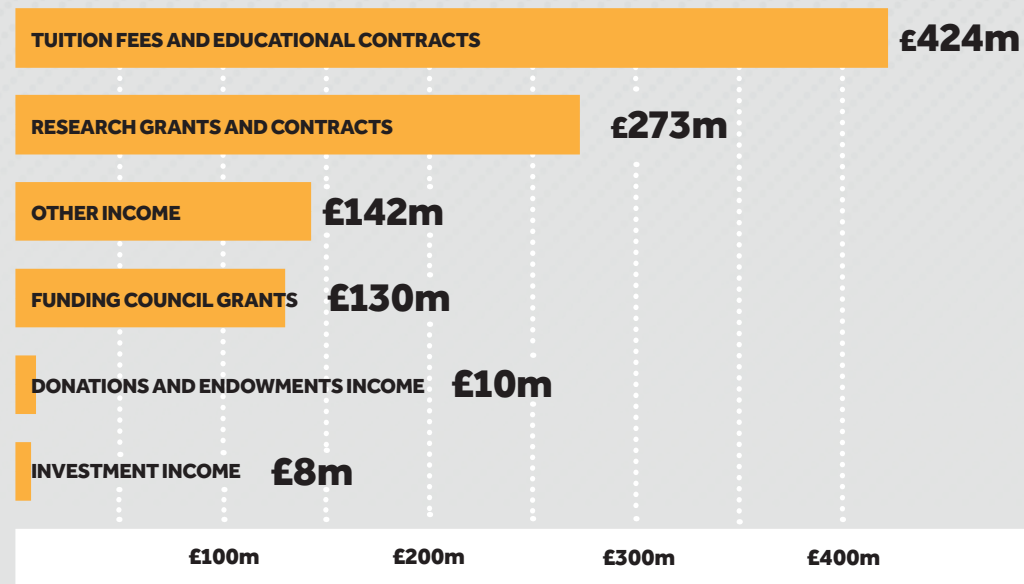 TUITION FEES AND EDUCATIONAL CONTRACTS £424m
RESEARCH GRANTS AND CONTRACTS £273m
OTHER INCOME £142m
FUNDING COUNCIL GRANTS £130m
DONATIONS AND ENDOWMENTS INCOME £10m
INVESTMENT INCOME £8m
£100m £200m £300m £400m